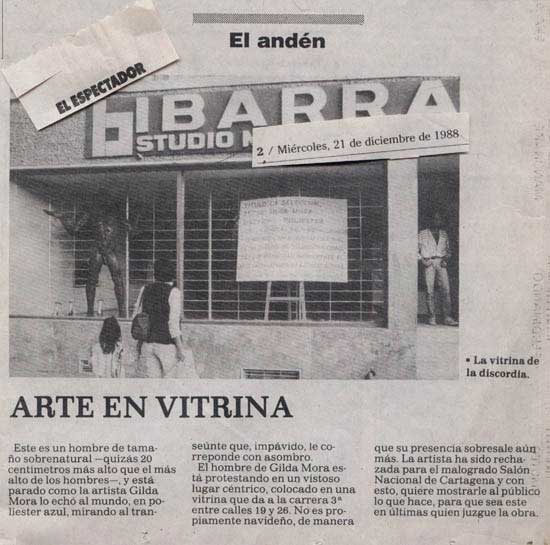 El andén
EL ESPECTADOR
IBARRA
STUDIO
2 / Miércoles, 21 de diciembre de 1988
• La vitrina de
la discordia.
ARTE EN VITRINA
Este es un hombre de tama-
ño sobrenatural —quizás 20
centímetros más alto que el más
alto de los hombres—, y está
parado como la artista Gilda
Mora lo echó al mundo, en po-
liester azul, mirando al tran-
seúnte que, impávido, le co-
rreponde con asombro.
El hombre de Gilda Mora es-
tá protestando en un vistoso
lugar céntrico, colocado en una
vitrina que da a la carrera 3ª
entre calles 19 y 26. No es pro-
piamente navideño, de manera
que su presencia sobresale aún
más. La artista ha sido recha-
zada para el malogrado Salón
Nacional de Cartagena y con
esto, quiere mostrarle al público
lo que hace, para que sea este
en últimas quien juzgue la obra.